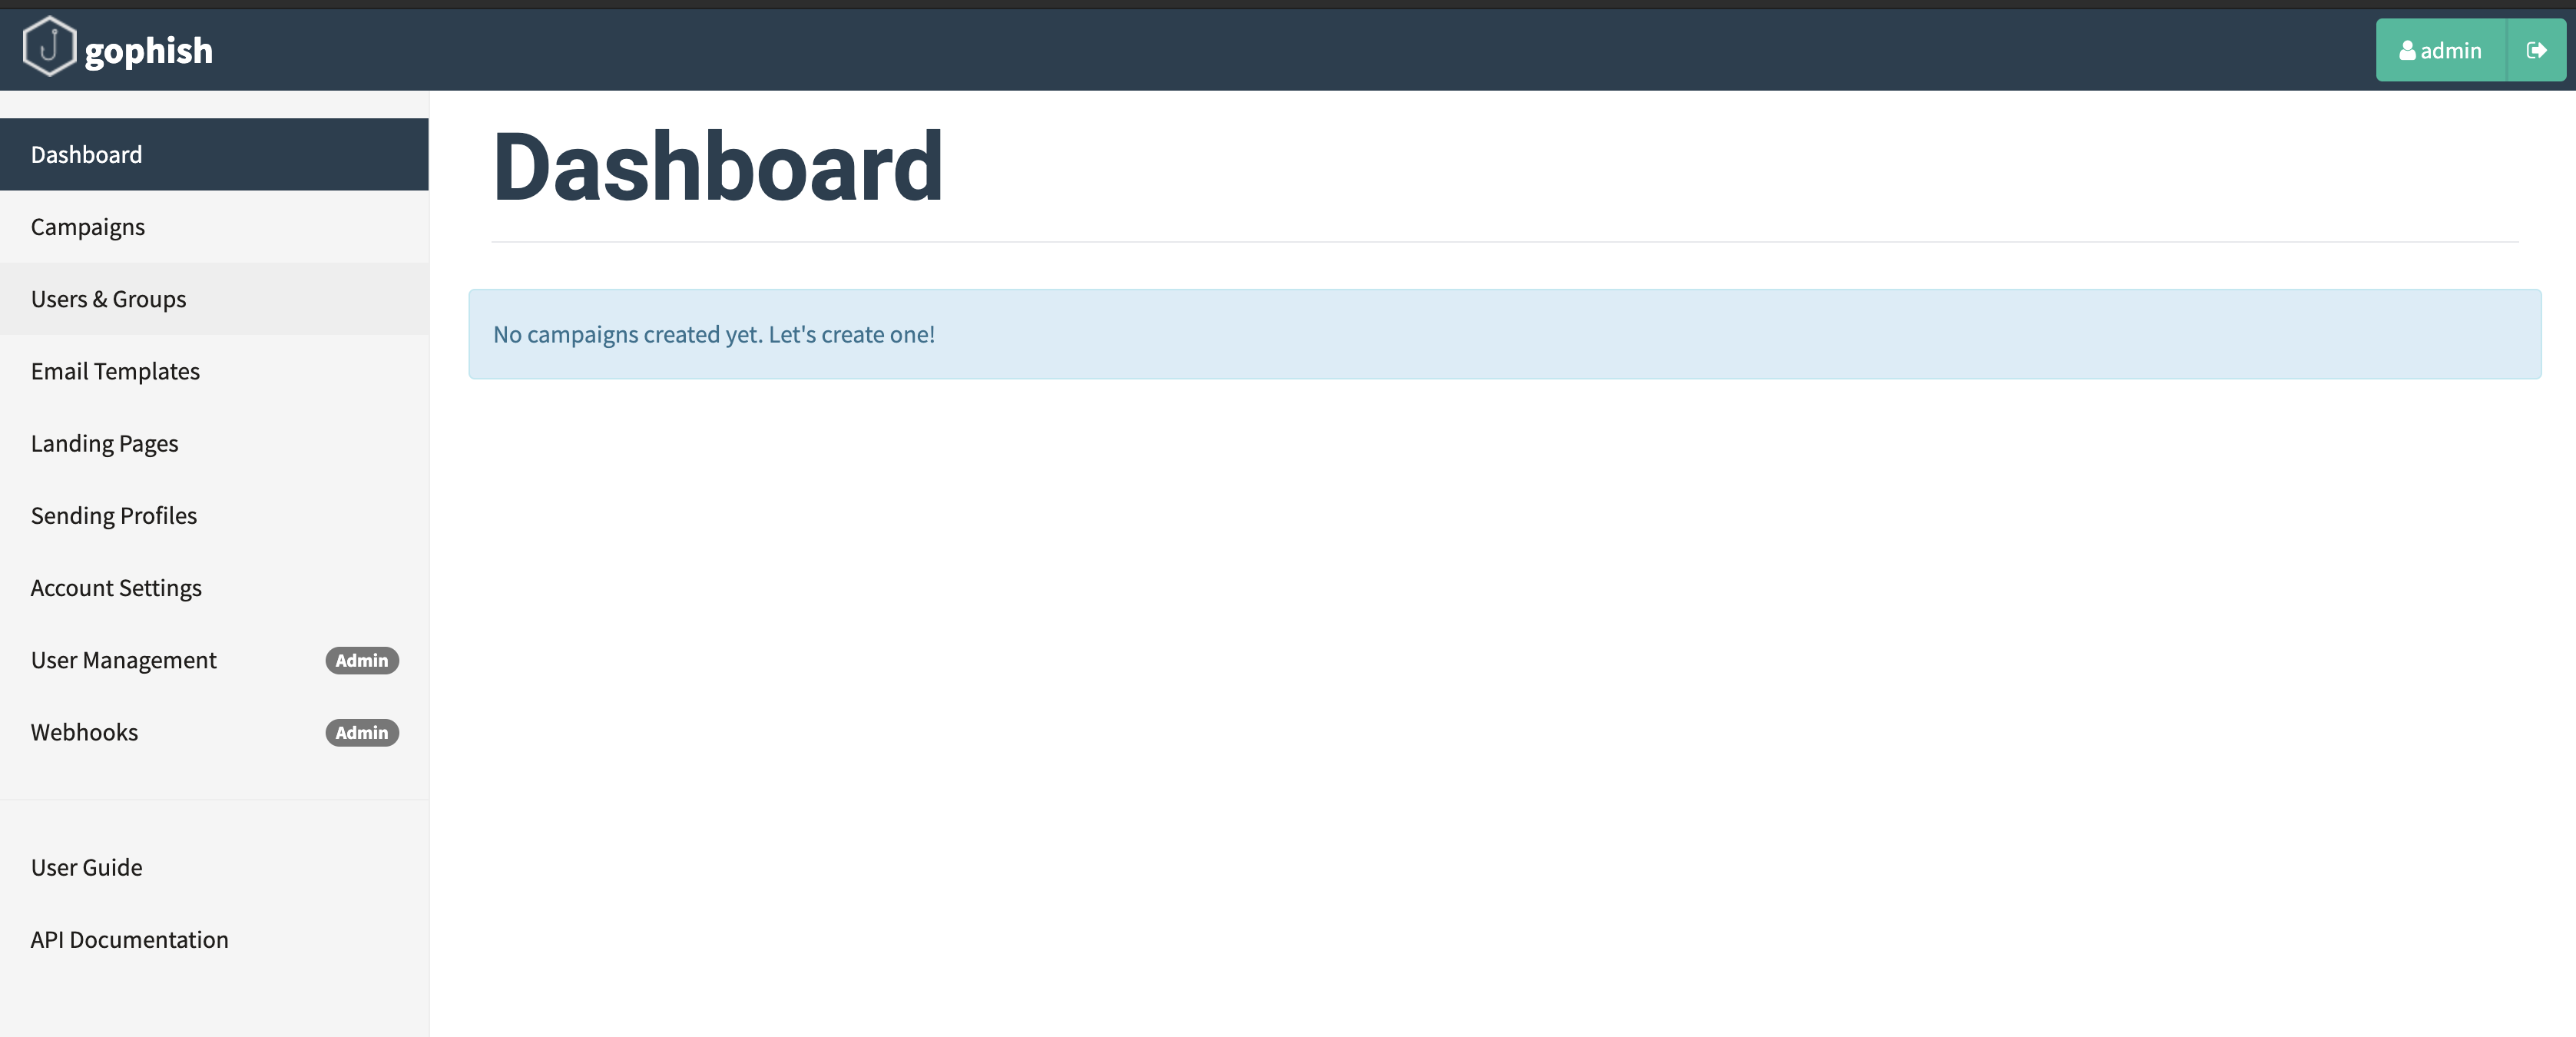 gophish
admin
Dashboard
Campaigns
Users & Groups
Email Templates
Landing Pages
Sending Profiles
Account Settings
User Management Admin
Webhooks Admin
User Guide
API Documentation
Dashboard
No campaigns created yet. Let's create one!